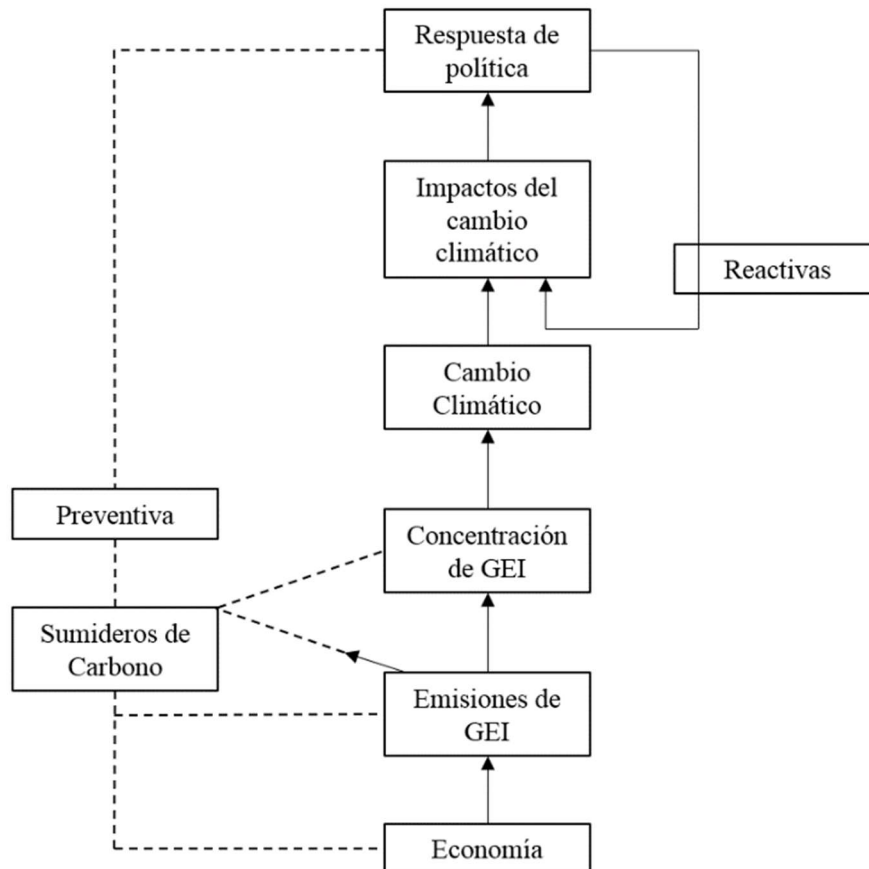 Respuesta de
política
Impactos del
cambio
climático
Reactivas
Cambio
Climático
Preventiva
Concentración
de GEI
Sumideros de
Carbono
Emisiones de
GEI
Economía